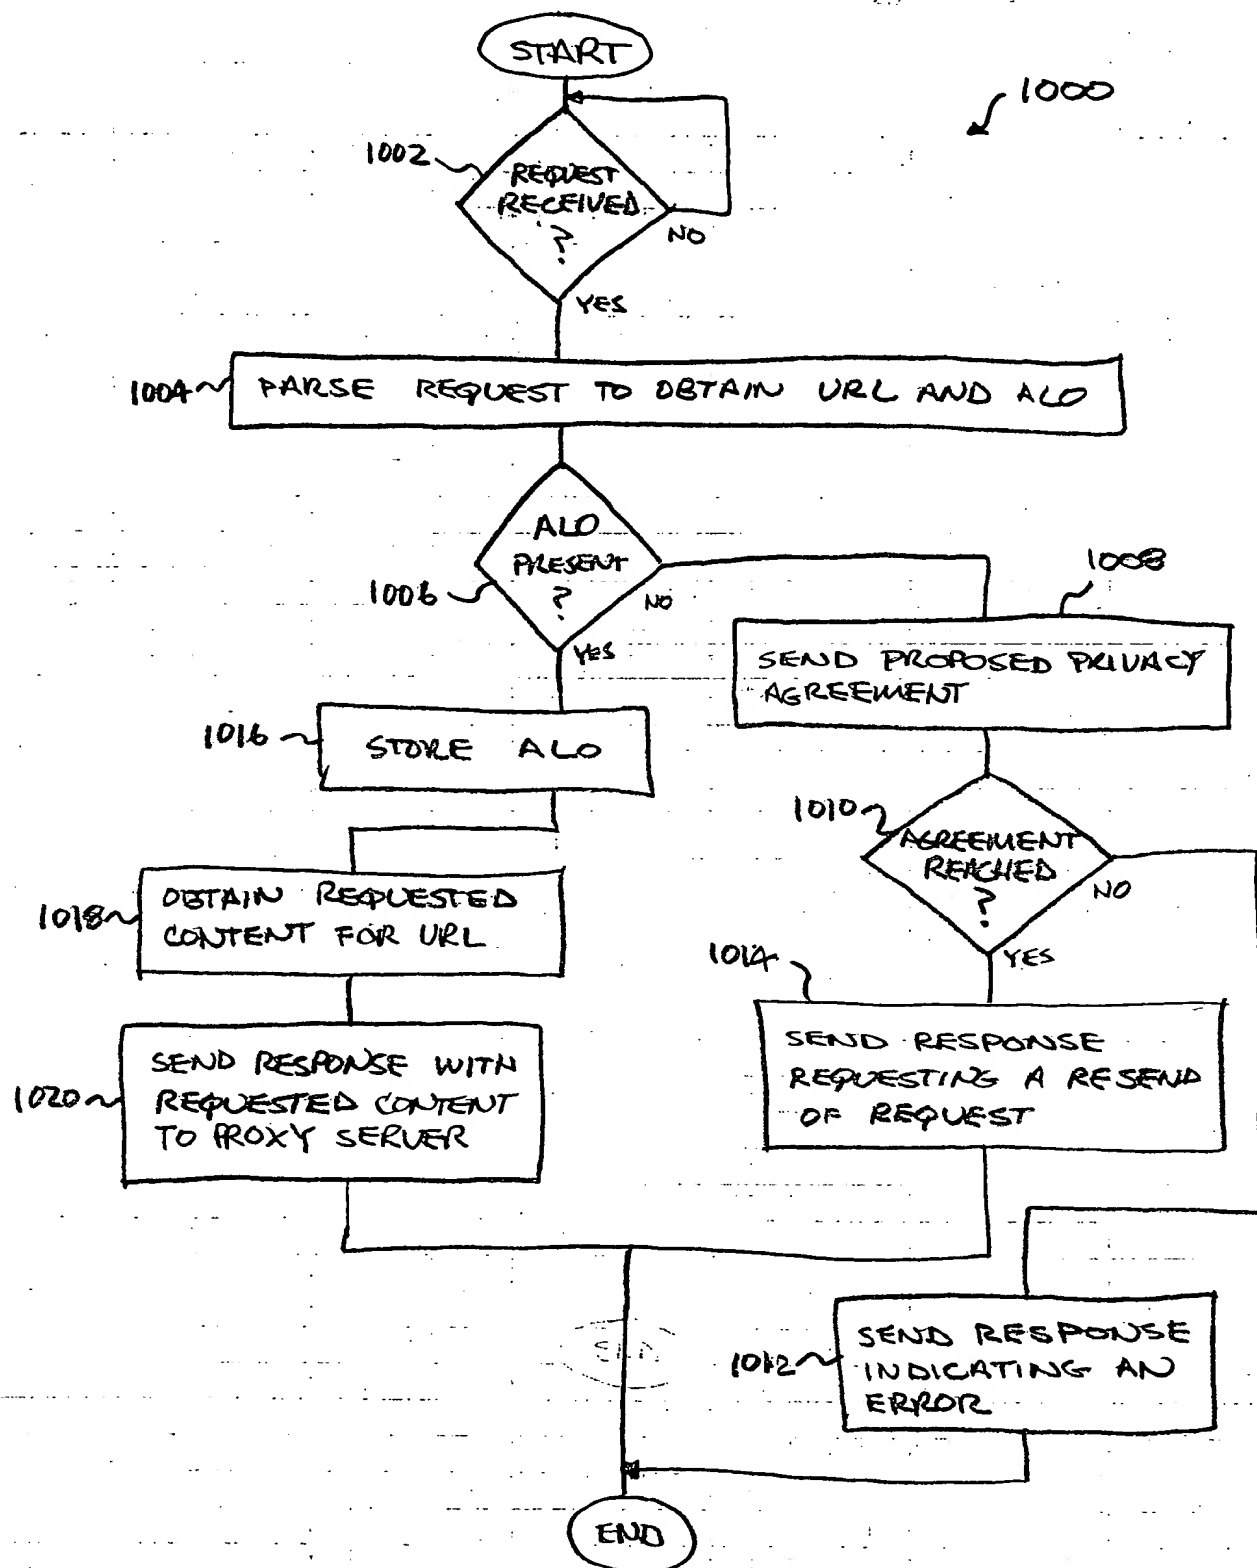 START
1000
1002
REQUEST
RECEIVED
?
NO
YES
1004
PARSE REQUEST TO OBTAIN URL AND ALO
ALO
PRESENT
?
1006
NO
YES
1008
SEND PROPOSED PRIVACY
AGREEMENT
1016
STORE ALO
1010
AGREEMENT
REACHED
?
NO
YES
1018
OBTAIN REQUESTED
CONTENT FOR URL
1014
SEND RESPONSE
REQUESTING A RESEND
OF REQUEST
1020
SEND RESPONSE WITH
REQUESTED CONTENT
TO PROXY SERVER
1012
SEND RESPONSE
INDICATING AN
ERROR
END